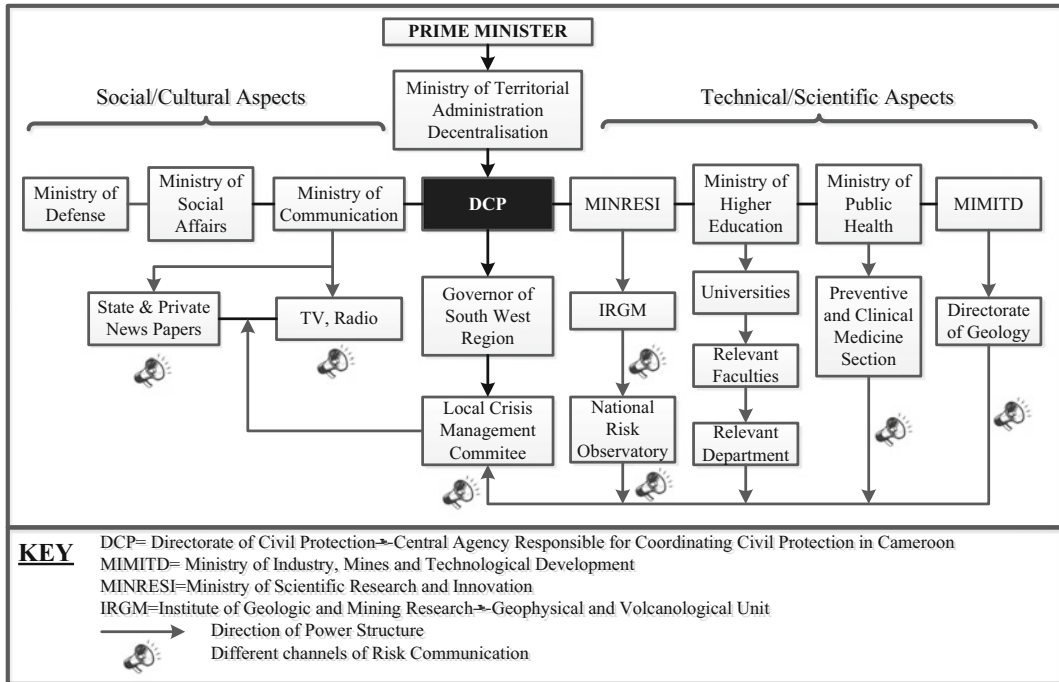 PRIME MINISTER
Ministry of Territorial
Administration
Decentralisation
Social/Cultural Aspects
Technical/Scientific Aspects
Ministry of
Defense
Ministry of
Social
Affairs
Ministry of
Communication
DCP
MINRESI
Ministry of
Higher
Education
Ministry of
Public
Health
MIMITD
State & Private
News Papers
TV, Radio
Governor of
South West
Region
IRGM
Universities
Preventive
and Clinical
Medicine
Section
Directorate
of Geology
Relevant
Faculties
Local Crisis
Management
Commitee
National
Risk
Observatory
Relevant
Department
KEY
DCP= Directorate of Civil Protection-Central Agency Responsible for Coordinating Civil Protection in Cameroon
MIMITD= Ministry of Industry, Mines and Technological Development
MINRESI=Ministry of Scientific Research and Innovation
IRGM=Institute of Geologic and Mining Research-Geophysical and Volcanological Unit
Direction of Power Structure
Different channels of Risk Communication